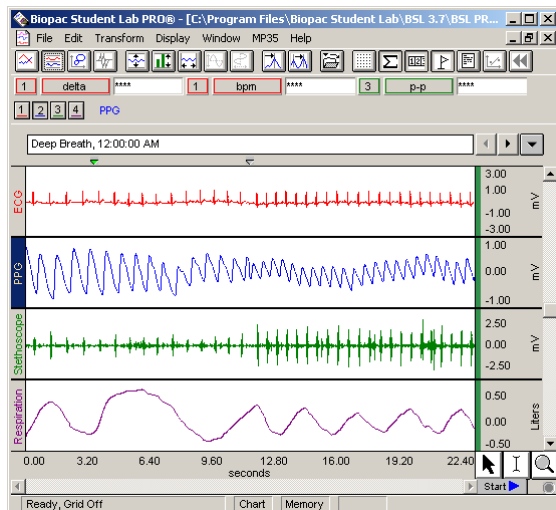 Biopac Student Lab PRO® - [C:\Program Files\Biopac Student Lab\BSL 3.7\BSL PR...
File Edit Transform Display Window MP35 Help
1 delta **** 1 bpm **** 3 p-p ****
1 2 3 4 PPG
Deep Breath, 12:00:00 AM
ECG
3.00
1.00
-1.00
-3.00
mV
PPG
1.00
0.00
-1.00
mV
Stethoscope
2.50
0.00
-2.50
mV
Respiration
0.50
0.00
-0.50
Liters
0.00 3.20 6.40 9.60 12.80 16.00 19.20 22.40
seconds
Start
Ready, Grid Off Chart Memory